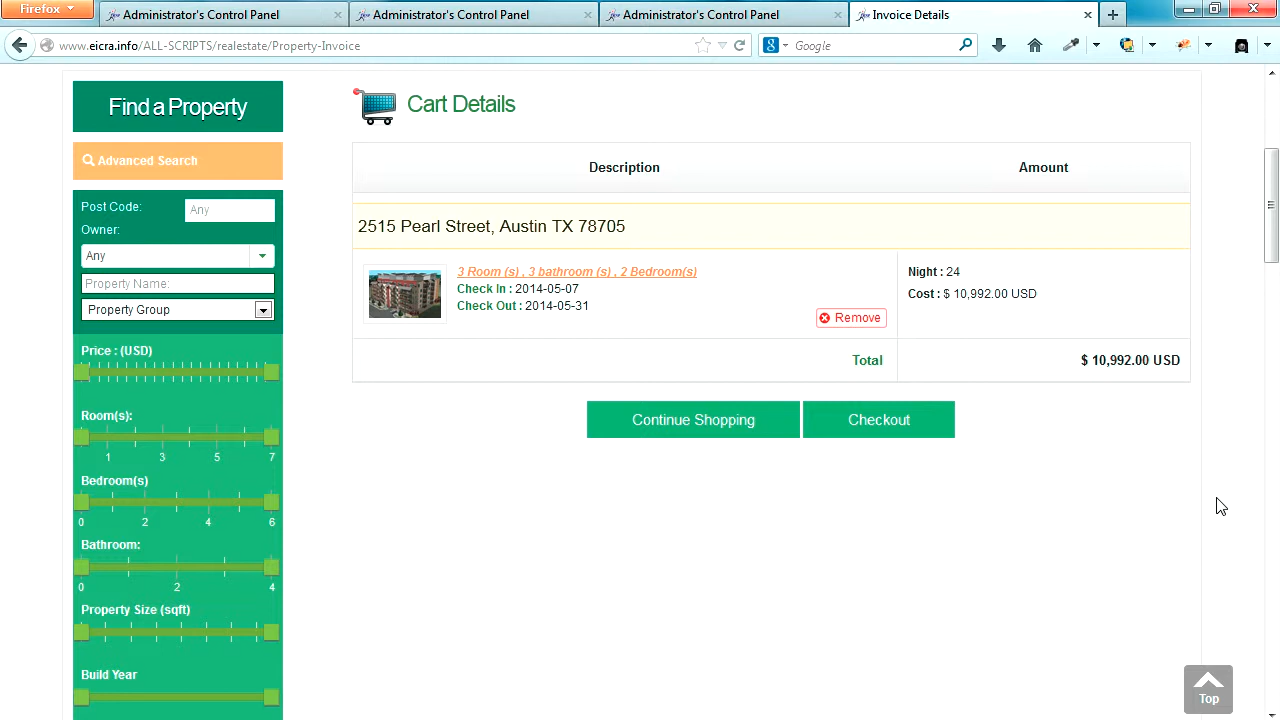 Firefox
Administrator's Control Panel
Administrator's Control Panel
Administrator's Control Panel
Invoice Details
www.eicra.info/ALL-SCRIPTS/realestate/Property-Invoice
Google
Find a Property
Advanced Search
Post Code:
Any
Owner:
Any
Property Name:
Property Group
Price : (USD)
Room(s):
1 3 5 7
Bedroom(s)
0 2 4 6
Bathroom:
0 2 4
Property Size (sqft)
Build Year
Cart Details
Description Amount
2515 Pearl Street, Austin TX 78705
3 Room (s) , 3 bathroom (s) , 2 Bedroom(s)
Check In : 2014-05-07
Check Out : 2014-05-31
Remove
Night : 24
Cost : $ 10,992.00 USD
Total $ 10,992.00 USD
Continue Shopping Checkout
Top